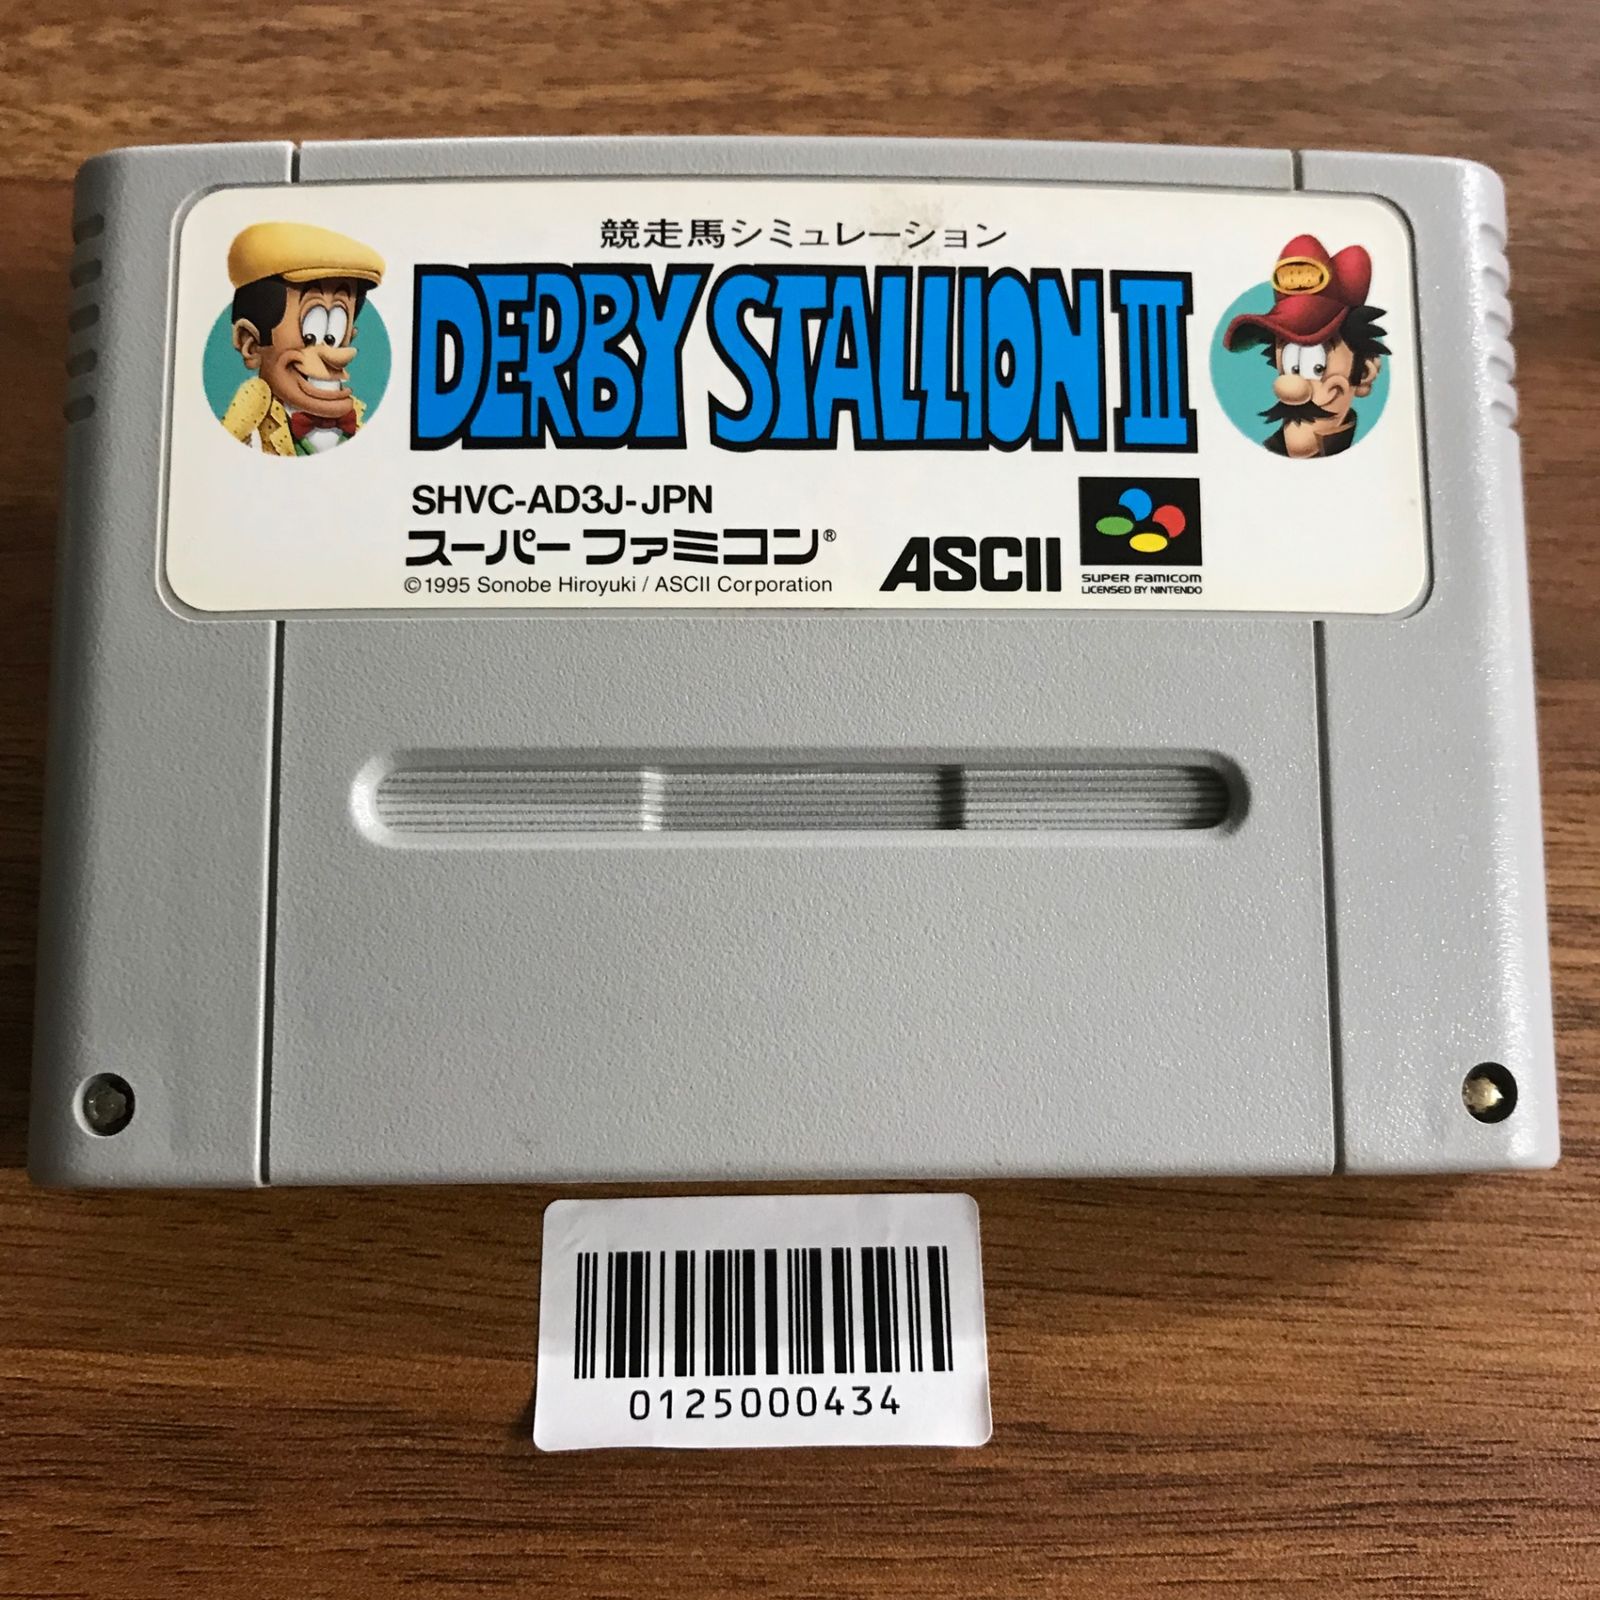 競走馬シミュレーション
DERBY STALLION III
SHVC-AD3J-JPN
スーパーファミコン®
©1995 Sonobe Hiroyuki / ASCII Corporation
ASCII
SUPER FAMICOM
LICENSED BY NINTENDO
0125000434